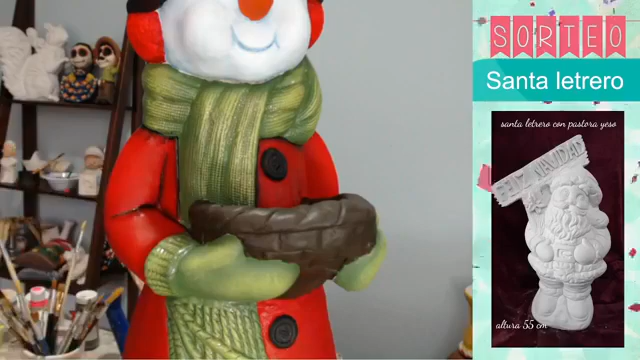 SORTEO
Santa letrero
santa letrero con pastora yeso
FELIZ NAVIDAD
altura 55 cm